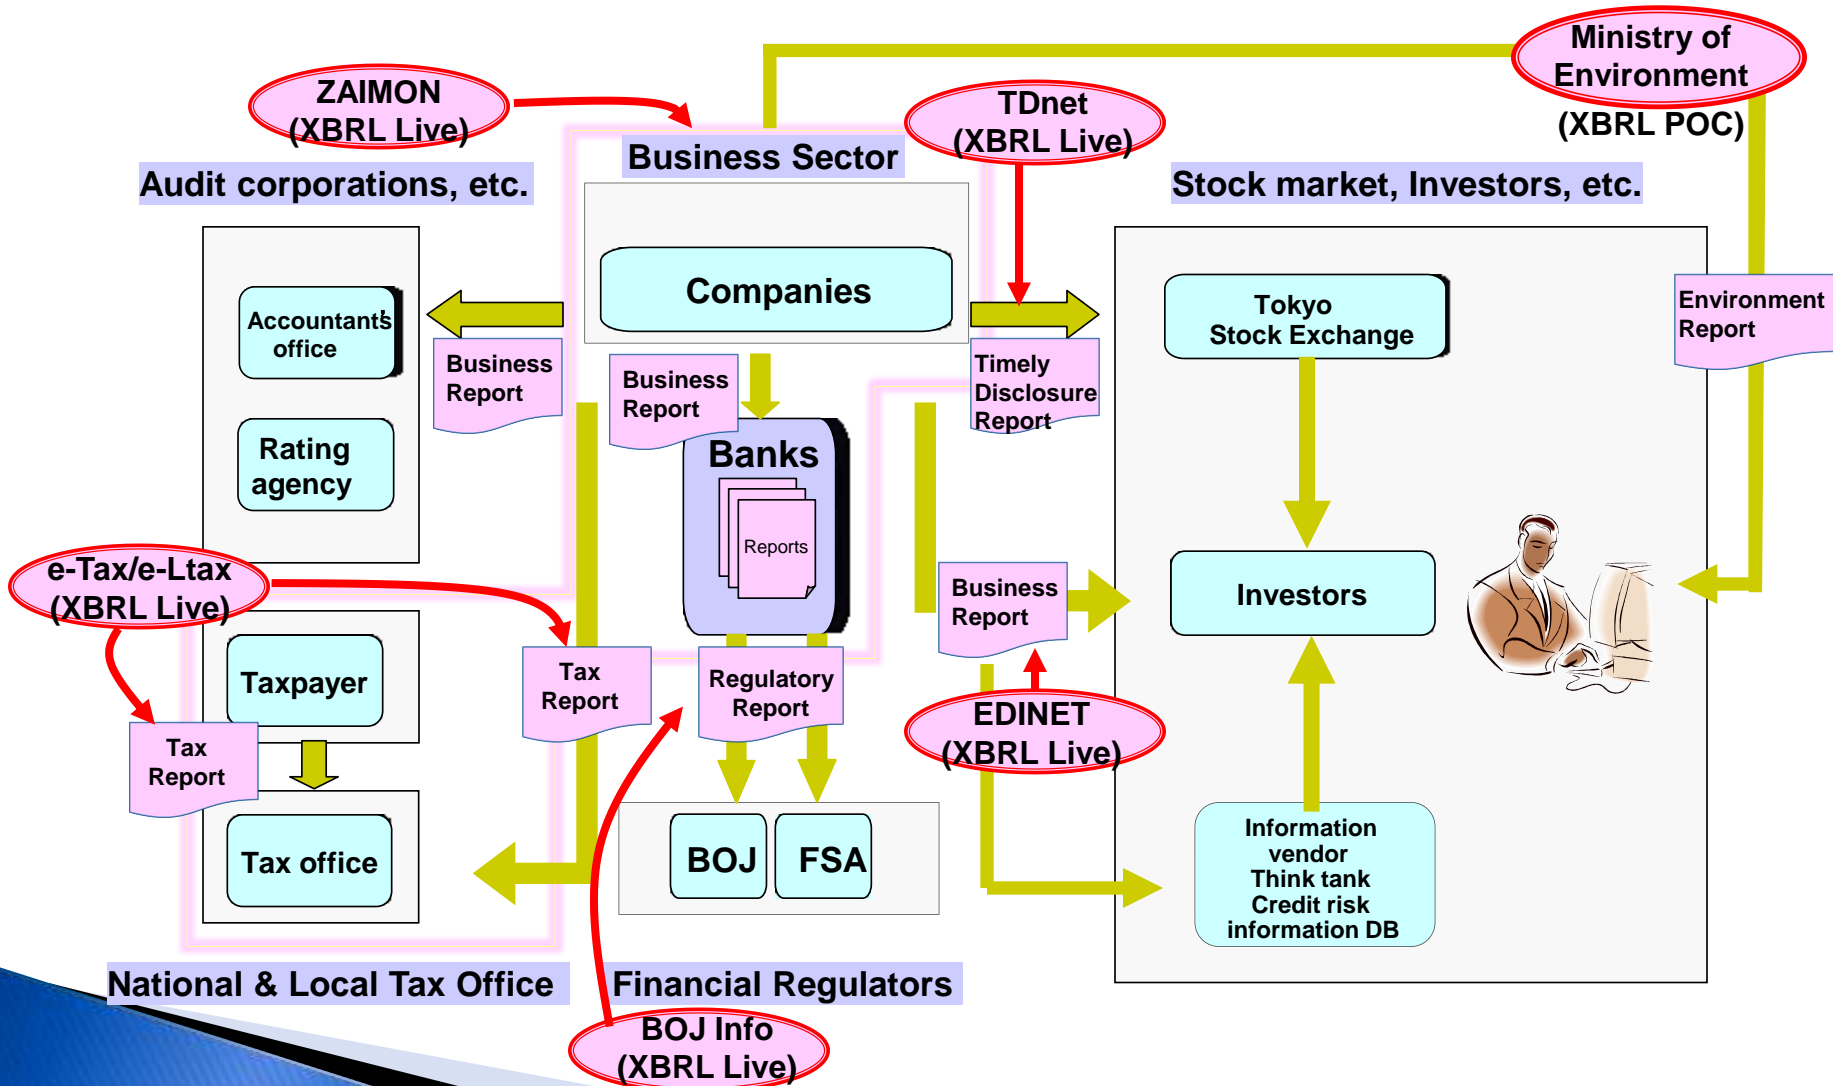 Ministry of
Environment
(XBRL POC)
ZAIMON
(XBRL Live)
TDnet
(XBRL Live)
Business Sector
Audit corporations, etc.
Stock market, Investors, etc.
Companies
Accountant's
office
Rating
agency
Business
Report
Business
Report
Timely
Disclosure
Report
Tokyo
Stock Exchange
Environment
Report
Banks
Reports
e-Tax/e-Ltax
(XBRL Live)
Business
Report
Investors
Taxpayer
Tax
Report
Regulatory
Report
EDINET
(XBRL Live)
Tax
Report
Tax office
BOJ
FSA
Information
vendor
Think tank
Credit risk
information DB
National & Local Tax Office
Financial Regulators
BOJ Info
(XBRL Live)